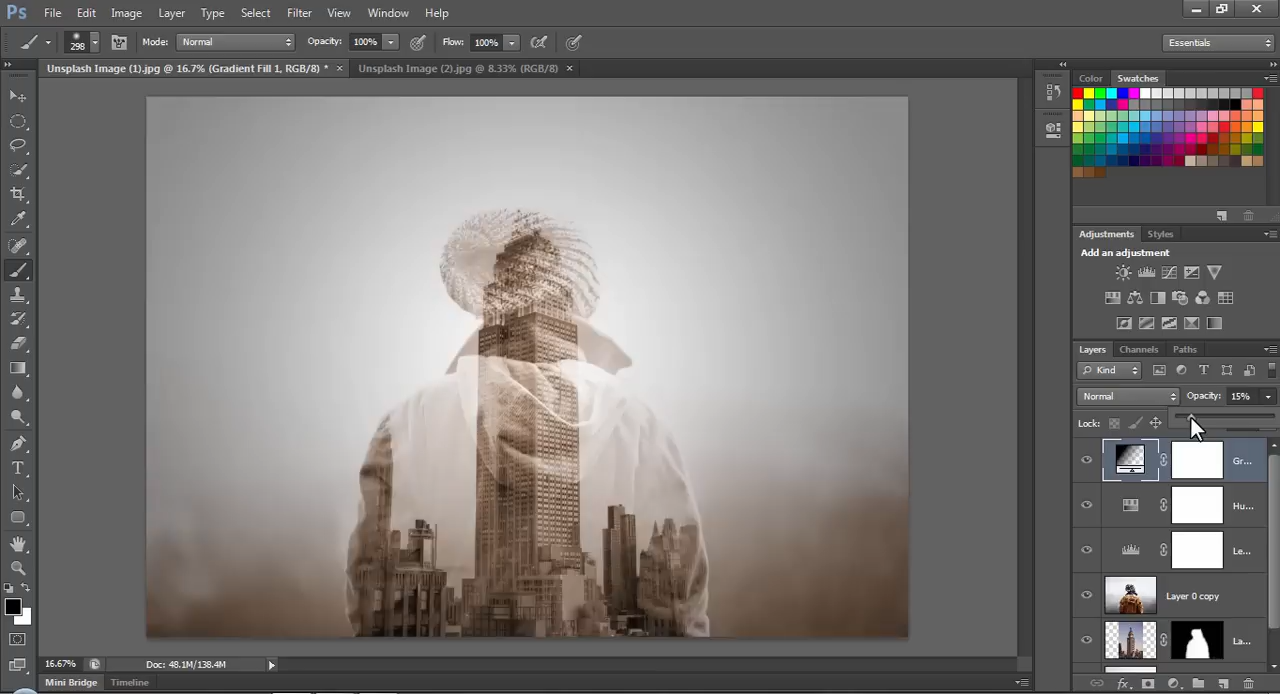 Ps File Edit Image Layer Type Select Filter View Window Help
298 Mode: Normal Opacity: 100% Flow: 100% Essentials
Unsplash Image (1).jpg @ 16.7% (Gradient Fill 1, RGB/8) * × Unsplash Image (2).jpg @ 8.33% (RGB/8) ×
Color Swatches
Adjustments Styles
Add an adjustment
Layers Channels Paths
Kind
Normal Opacity: 15%
Lock:
Gr...
Hu...
Le...
Layer 0 copy
La...
16.67% Doc: 48.1M/138.4M
Mini Bridge Timeline